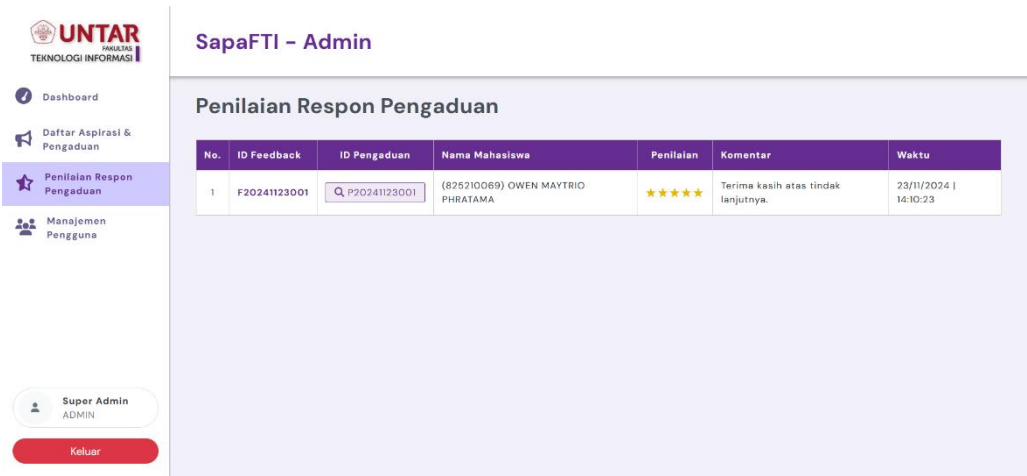 UNTAR
FAKULTAS
TEKNOLOGI INFORMASI
SapaFTI - Admin
Dashboard
Daftar Aspirasi &
Pengaduan
Penilaian Respon
Pengaduan
Manajemen
Pengguna
Penilaian Respon Pengaduan
No. ID Feedback ID Pengaduan Nama Mahasiswa Penilaian Komentar Waktu
1 F20241123001 P20241123001 (825210069) OWEN MAYTRIO PHRATAMA ★★★★★ Terima kasih atas tindak lanjutnya. 23/11/2024 | 14:10:23
Super Admin
ADMIN
Keluar